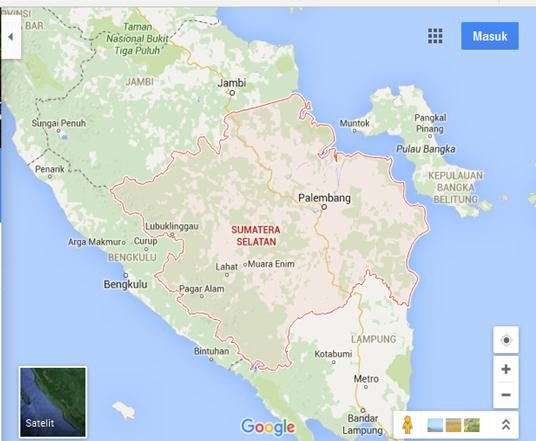 PROVINSI
BAR.
Taman
Nasional Bukit
Tiga Puluh
Masuk
JAMBI
Jambi
Sungai Penuh
Muntok
Pangkal
Pinang
Pulau Bangka
Penarik
KEPULAUAN
BANGKA
BELITUNG
Palembang
Lubuklinggau
SUMATERA
SELATAN
Arga Makmur
Curup
BENGKULU
Lahat
Muara Enim
Bengkulu
Pagar Alam
LAMPUNG
Bintuhan
Kotabumi
Metro
Satelit
Google
Bandar
Lampung